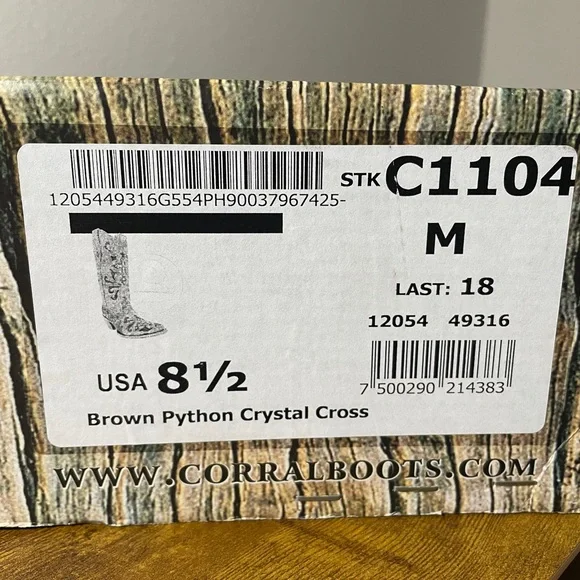 STK C1104
1205449316G554PH90037967425-
M
LAST: 18
12054 49316
USA 8½
7 500290 214383
Brown Python Crystal Cross
WWW.CORRALBOOTS.COM